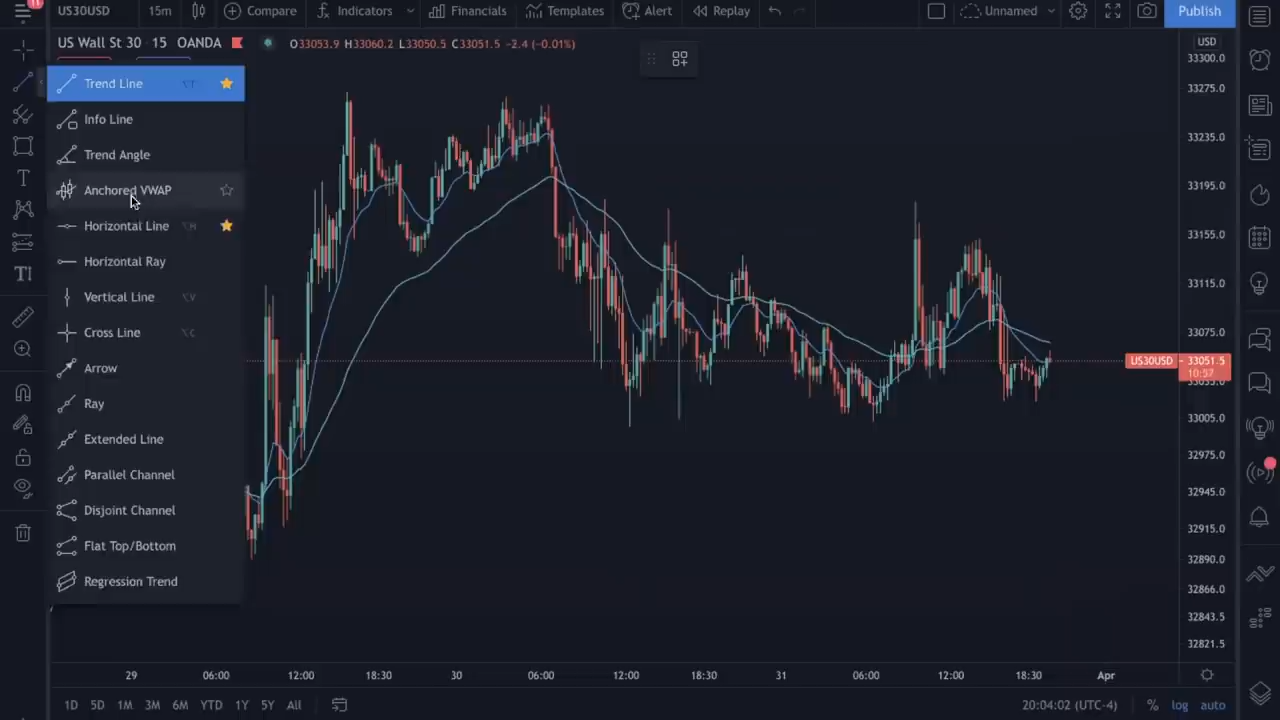 11
US30USD 15m Compare Indicators Financials Templates Alert Replay Unnamed Publish
US Wall St 30 15 OANDA O33053.9 H33060.2 L33050.5 C33051.5 -2.4 (-0.01%)
USD
33300.0
33275.0
33235.0
33195.0
33155.0
33115.0
33075.0
US30USD 33051.5
10:57
33035.0
33005.0
32975.0
32945.0
32915.0
32890.0
32866.0
32843.5
32821.5
Trend Line ⌥T
Info Line
Trend Angle
Anchored VWAP
Horizontal Line ⌥H
Horizontal Ray
Vertical Line ⌥V
Cross Line ⌥C
Arrow
Ray
Extended Line
Parallel Channel
Disjoint Channel
Flat Top/Bottom
Regression Trend
29 06:00 12:00 18:30 30 06:00 12:00 18:30 31 06:00 12:00 18:30 Apr
1D 5D 1M 3M 6M YTD 1Y 5Y All 20:04:02 (UTC-4) % log auto